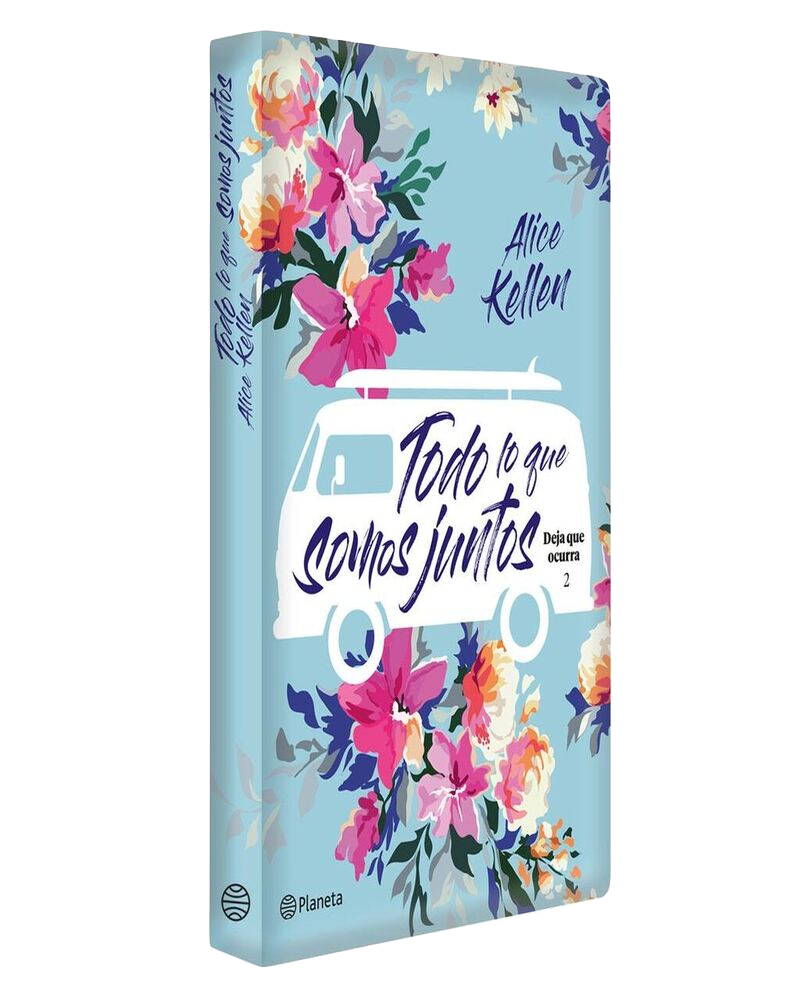 Todo lo que somos juntos
Alice Kellen
Alice
Kellen
Todo lo que
somos juntos
Deja que
ocurra
2
Planeta